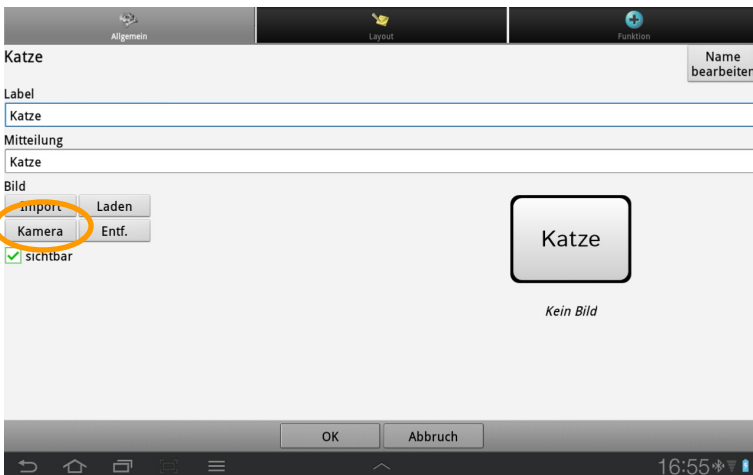 Allgemein
Layout
Funktion
Katze
Name
bearbeiten
Label
Katze
Mitteilung
Katze
Bild
Import
Laden
Kamera
Entf.
sichtbar
Katze
Kein Bild
OK
Abbruch
16:55